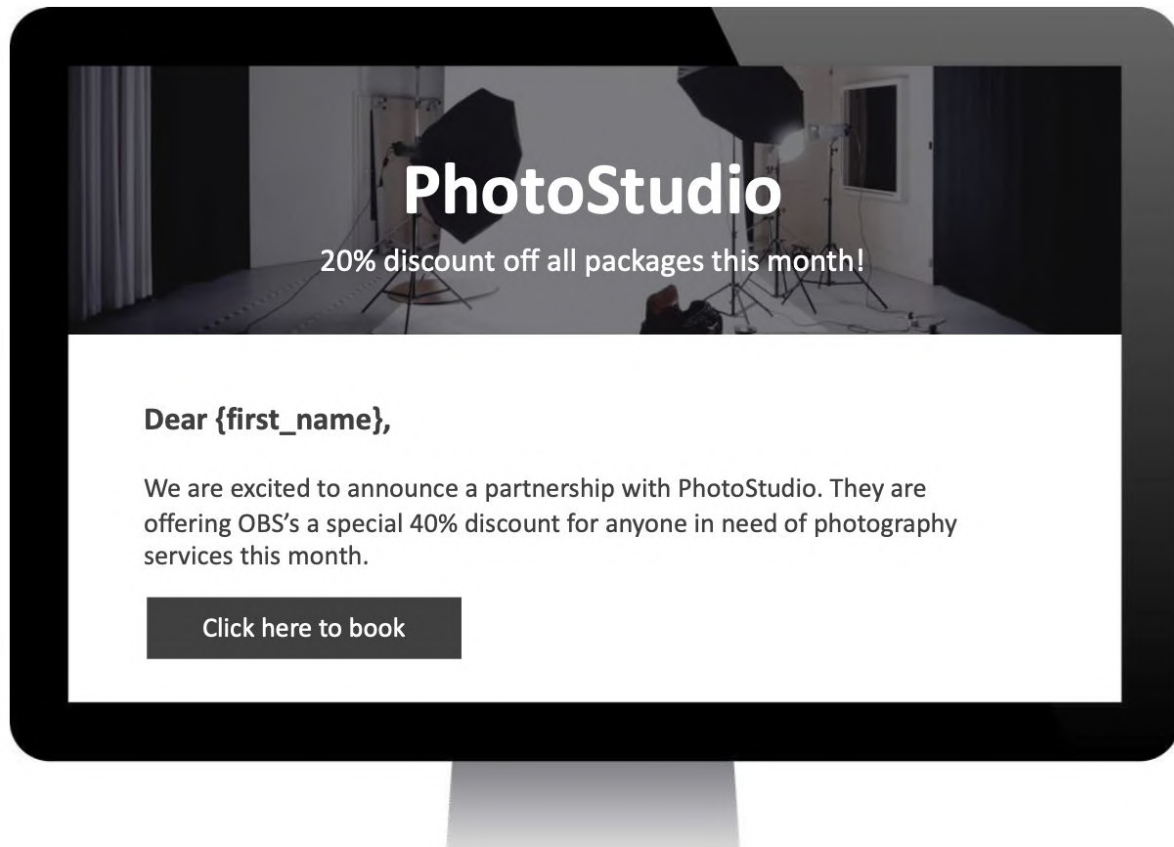 PhotoStudio
20% discount off all packages this month!
Dear {first_name},
We are excited to announce a partnership with PhotoStudio. They are
offering OBS's a special 40% discount for anyone in need of photography
services this month.
Click here to book